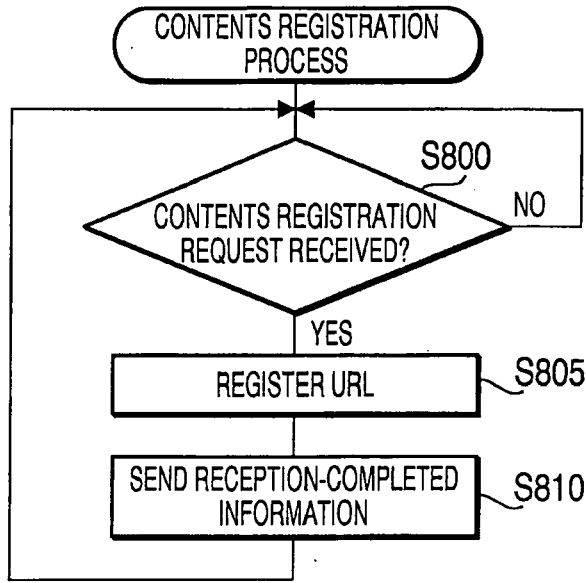 CONTENTS REGISTRATION
PROCESS
S800
CONTENTS REGISTRATION
REQUEST RECEIVED?
NO
YES
REGISTER URL
S805
SEND RECEPTION-COMPLETED
INFORMATION
S810